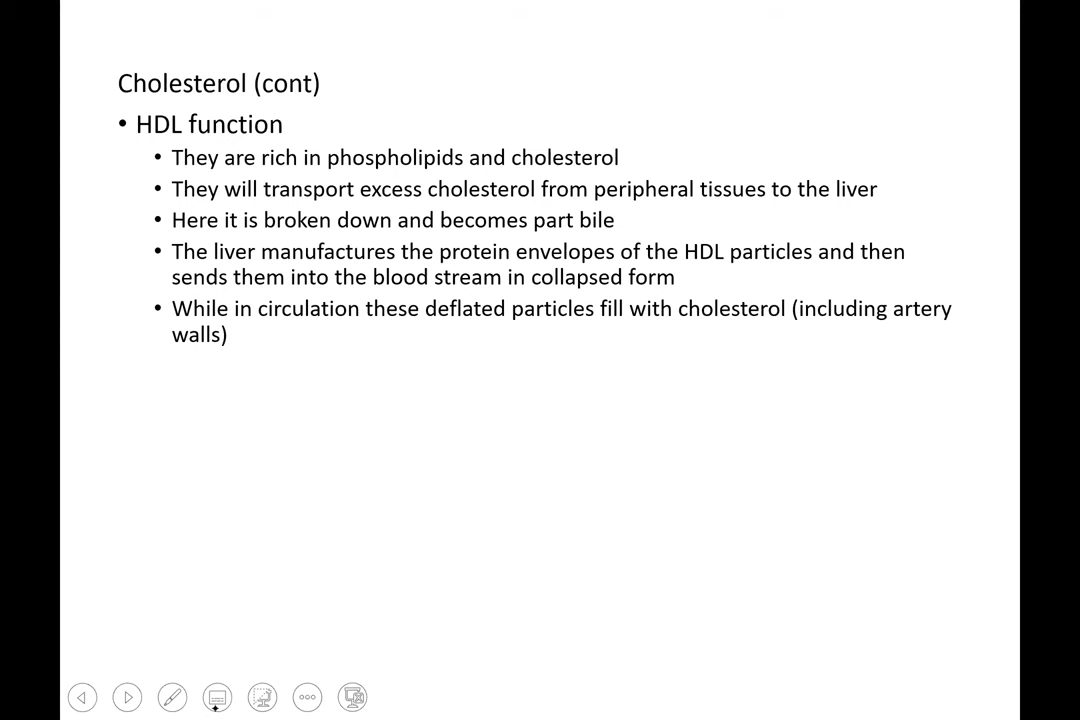 Cholesterol (cont)
• HDL function
• They are rich in phospholipids and cholesterol
• They will transport excess cholesterol from peripheral tissues to the liver
• Here it is broken down and becomes part bile
• The liver manufactures the protein envelopes of the HDL particles and then
sends them into the blood stream in collapsed form
• While in circulation these deflated particles fill with cholesterol (including artery
walls)